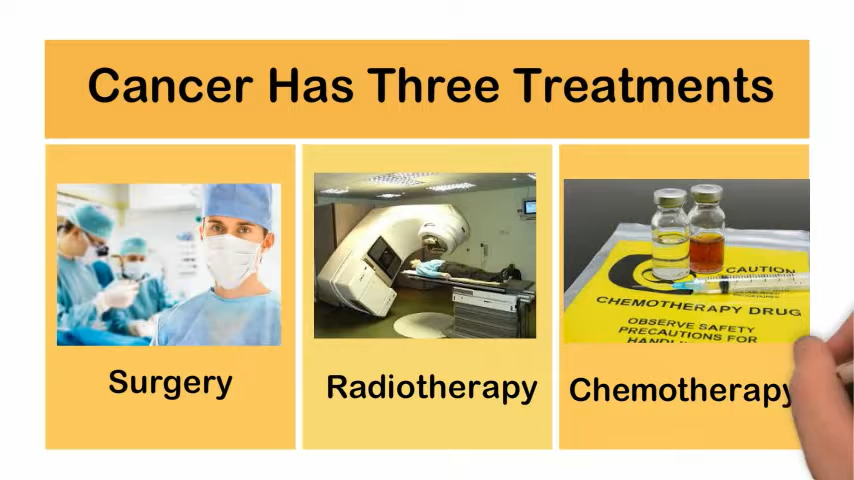 Cancer Has Three Treatments
CAUTION
CHEMOTHERAPY DRUG
OBSERVE SAFETY
PRECAUTIONS FOR
Surgery
Radiotherapy
Chemotherapy